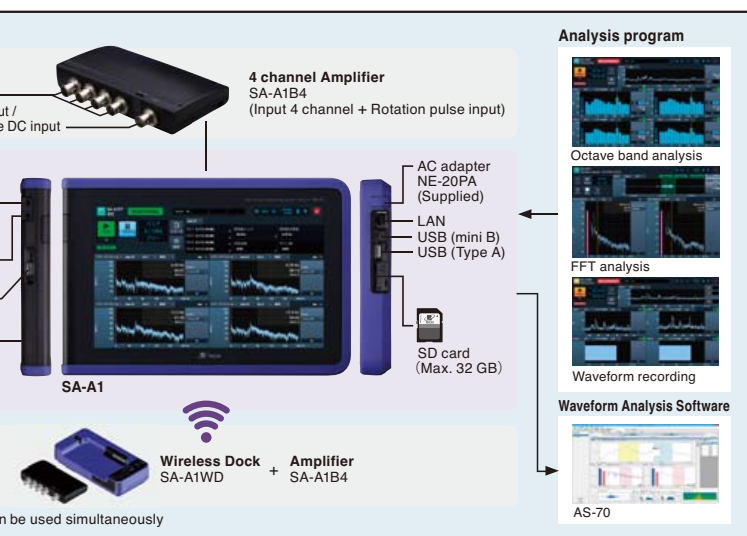 4 channel Amplifier
SA-A1B4
(Input 4 channel + Rotation pulse input)
ut /
e DC input
AC adapter
NE-20PA
(Supplied)
LAN
USB (mini B)
USB (Type A)
SD card
(Max. 32 GB)
SA-A1
Wireless Dock
SA-A1WD
+
Amplifier
SA-A1B4
n be used simultaneously
Analysis program
Octave band analysis
FFT analysis
Waveform recording
Waveform Analysis Software
AS-70